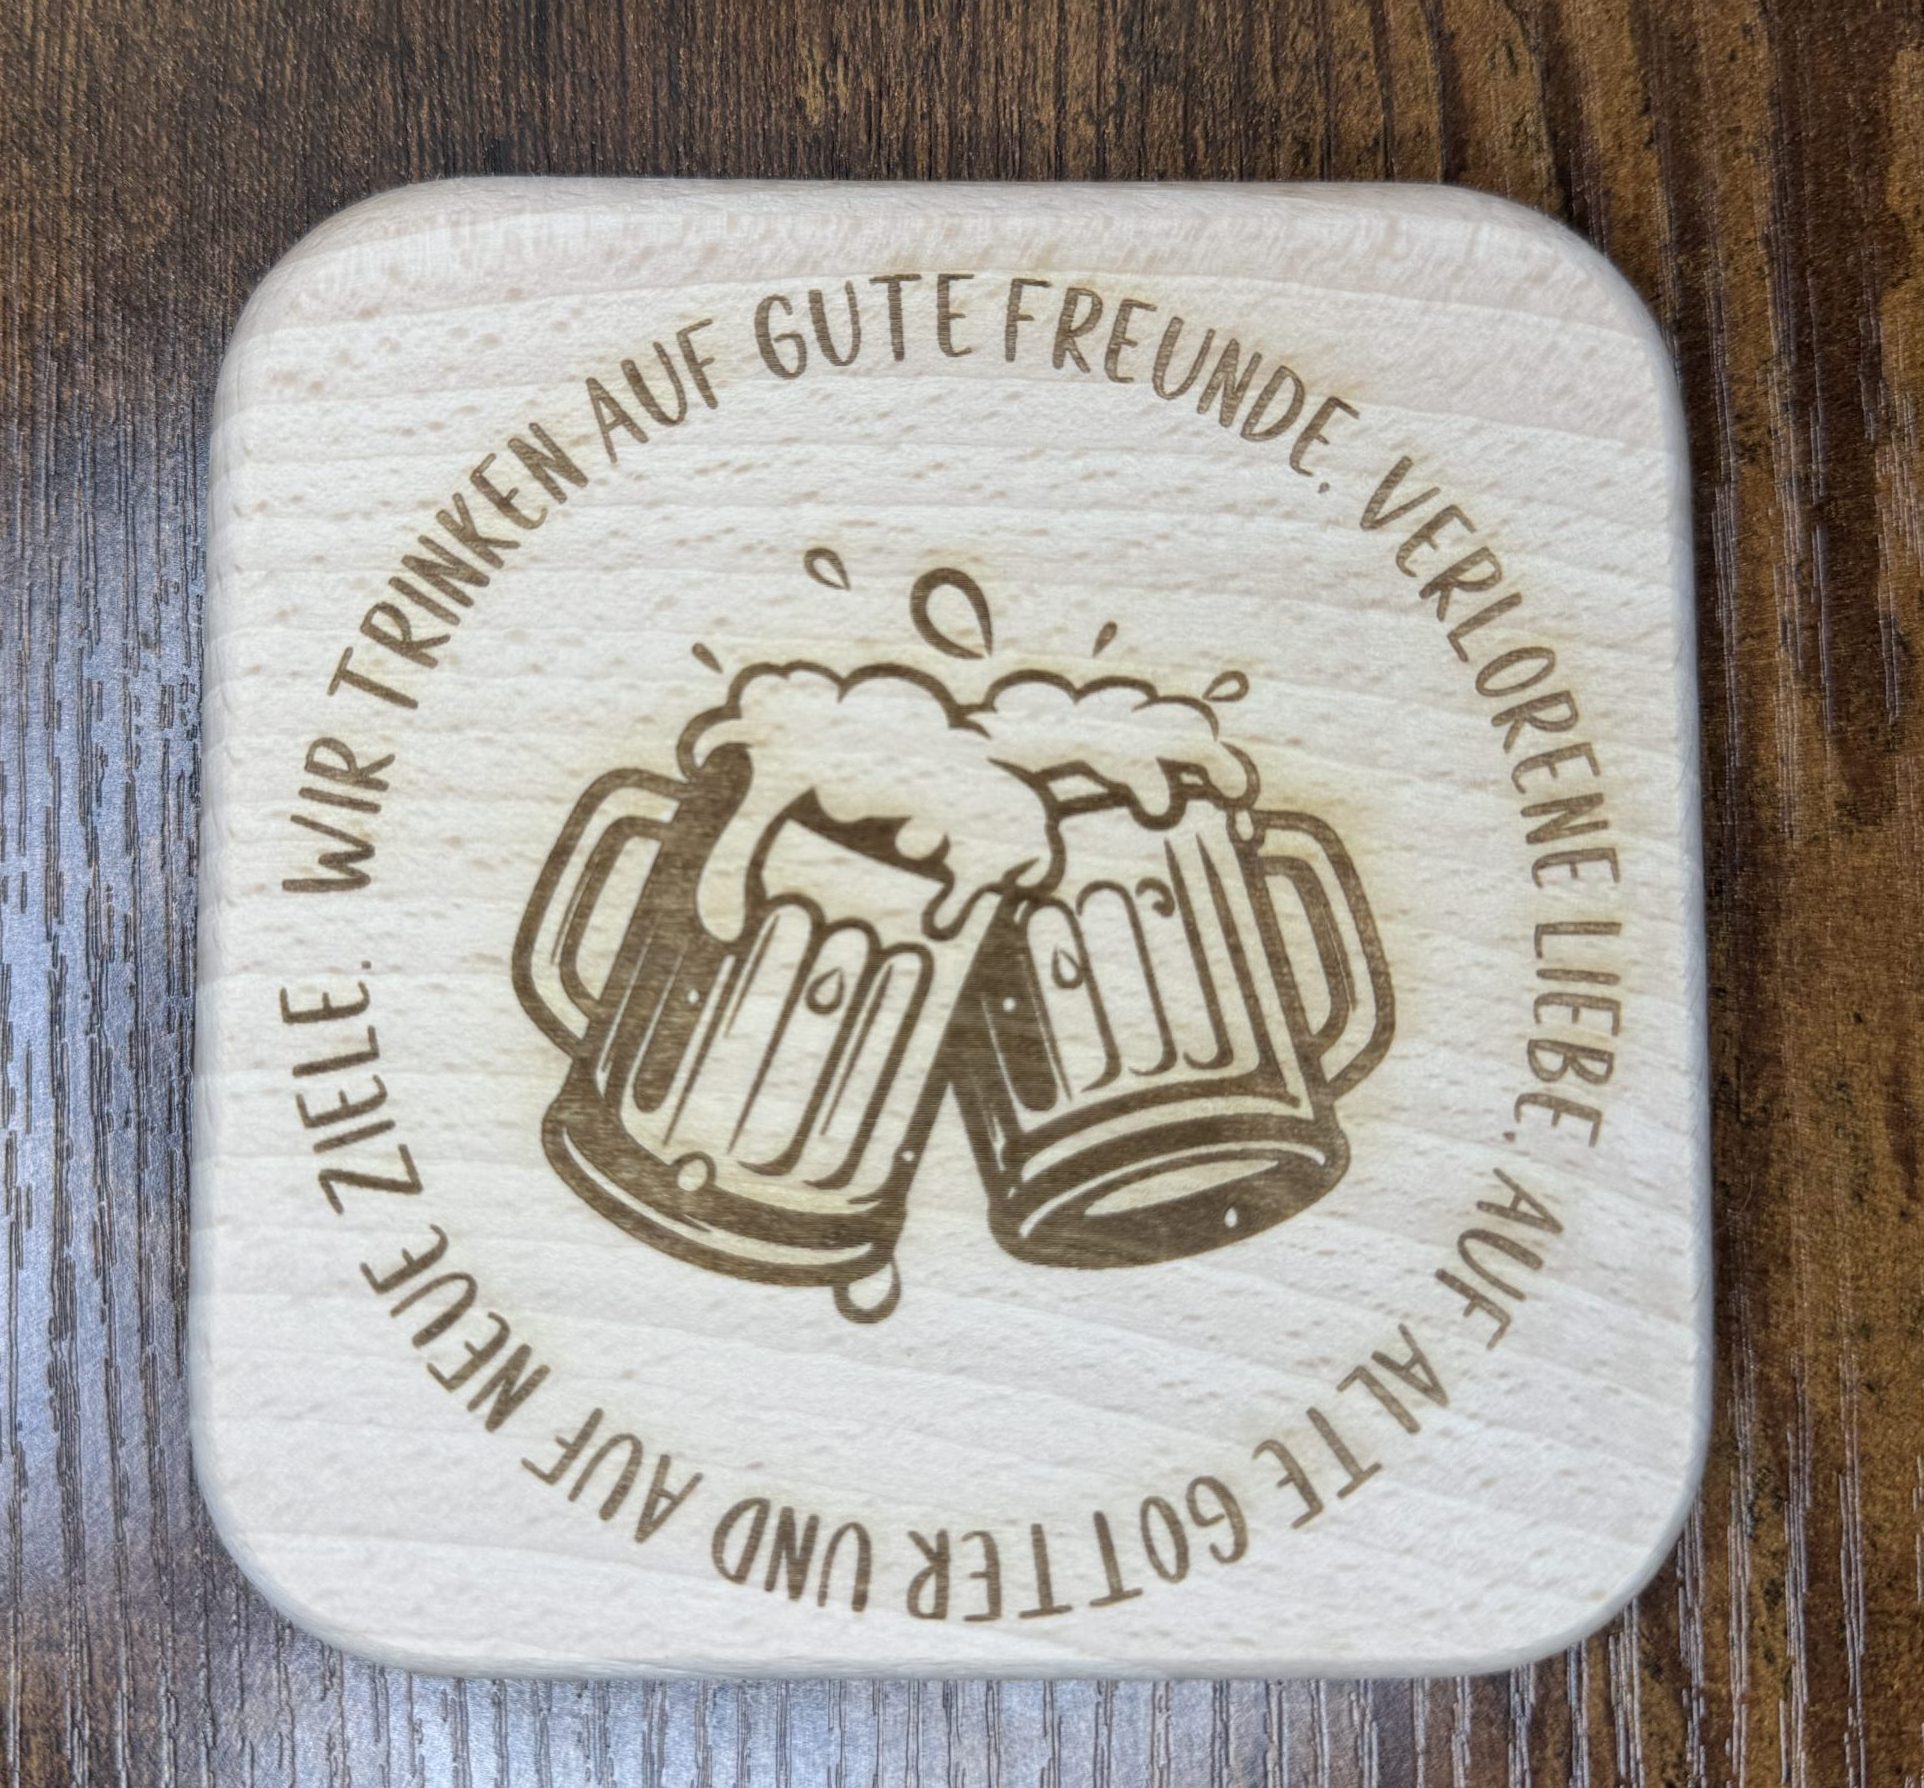 WIR TRINKEN AUF GUTE FREUNDE, VERLORENE LIEBE, AUF ALTE GOTTER UND AUF NEUE ZIELE.